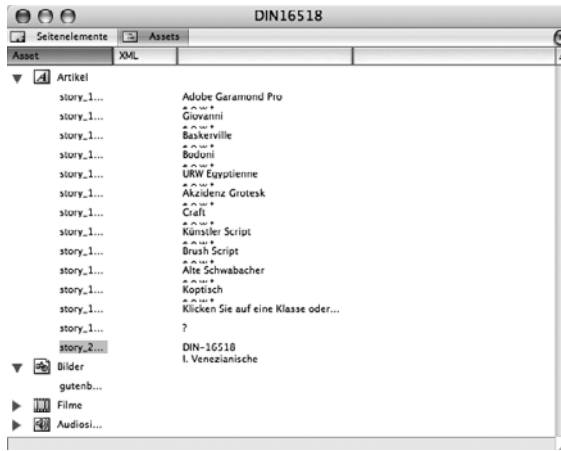 DIN16518
Seitenelemente Assets
Asset XML
Artikel
story_1... Adobe Garamond Pro
story_1... Giovanni
story_1... Baskerville
story_1... Bodoni
story_1... URW Egyptienne
story_1... Akzidenz Grotesk
story_1... Craft
story_1... Künstler Script
story_1... Brush Script
story_1... Alte Schwabacher
story_1... Koptisch
story_1... Klicken Sie auf eine Klasse oder...
story_1... ?
story_2... DIN-16518
I. Venezianische
Bilder
gutenb...
Filme
Audiosi...